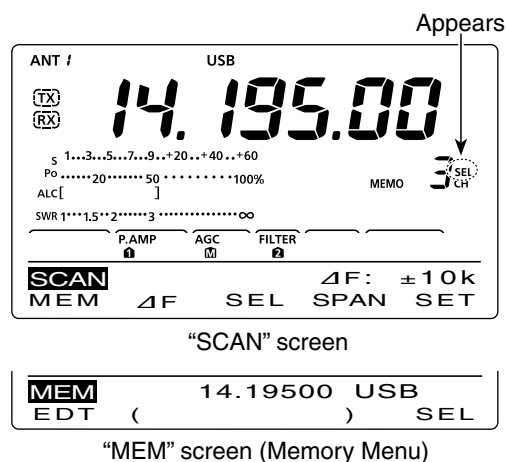 Appears
ANT 1 USB
TX
14.195.00
RX
S 1•••3•••5•••7•••9••+20••+40••+60
Po ••••••20•••••••50•••••••••100%
MEMO 3 SEL CH
ALC[ ]
SWR 1•••1.5••2••••••3•••••••••••••••∞
P.AMP AGC FILTER
1 M 2
SCAN ⊿F: ±10k
MEM ⊿F SEL SPAN SET
“SCAN” screen
MEM 14.19500 USB
EDT ( ) SEL
“MEM” screen (Memory Menu)